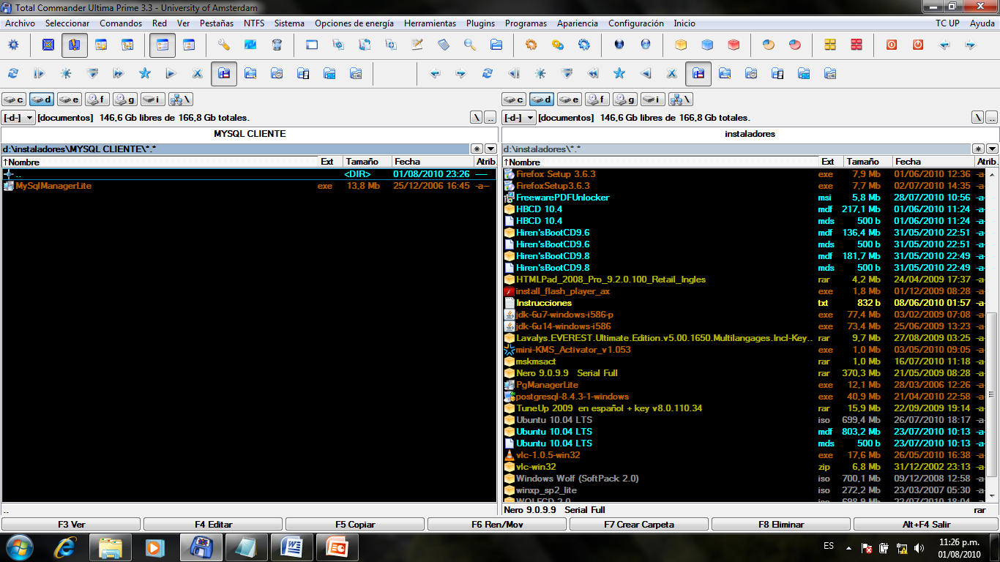 Total Commander Ultima Prime 3.3 - University of Amsterdam
Archivo Seleccionar Comandos Red Ver Pestañas NTFS Sistema Opciones de energía Herramientas Plugins Programas Apariencia Configuración Inicio TC UP Ayuda
c d e f g i \ c d e f g i \
[-d-] [documentos] 146,6 Gb libres de 166,8 Gb totales. \ .. [-d-] [documentos] 146,6 Gb libres de 166,8 Gb totales. \ ..
MYSQL CLIENTE
d:\instaladores\MYSQL CLIENTE\*.* * ▼
↑Nombre Ext Tamaño Fecha Atrib.
.. <DIR> 01/08/2010 23:26 ----
MySqlManagerLite exe 13,8 Mb 25/12/2006 16:45 -a--
..
instaladores
d:\instaladores\*.* * ▼
↑Nombre Ext Tamaño Fecha Atrib.
Firefox Setup 3.6.3 exe 7,9 Mb 01/06/2010 12:36 -a
FirefoxSetup3.6.3 exe 7,7 Mb 02/07/2010 14:35 -a
FreewarePDFUnlocker msi 5,8 Mb 28/07/2010 10:56 -a
HBCD 10.4 mdf 217,1 Mb 01/06/2010 11:24 -a
HBCD 10.4 mds 500 b 01/06/2010 11:24 -a
Hiren'sBootCD9.6 mdf 136,4 Mb 31/05/2010 22:51 -a
Hiren'sBootCD9.6 mds 500 b 31/05/2010 22:51 -a
Hiren'sBootCD9.8 mdf 181,7 Mb 31/05/2010 22:49 -a
Hiren'sBootCD9.8 mds 500 b 31/05/2010 22:49 -a
HTMLPad_2008_Pro_9.2.0.100_Retail_Ingles rar 4,2 Mb 24/04/2009 17:37 -a
install_flash_player_ax exe 1,8 Mb 01/12/2009 08:28 -a
Instrucciones txt 832 b 08/06/2010 01:57 -a
jdk-6u7-windows-i586-p exe 77,4 Mb 03/02/2009 07:08 -a
jdk-6u14-windows-i586 exe 73,4 Mb 25/06/2009 13:23 -a
Lavalys.EVEREST.Ultimate.Edition.v5.00.1650.Multilangages.Incl-Key... rar 9,7 Mb 27/08/2009 03:25 -a
mini-KMS_Activator_v1.053 exe 1,0 Mb 03/05/2010 09:05 -a
mskmsact rar 1,0 Mb 16/07/2010 11:18 -a
Nero 9.0.9.9 Serial Full rar 370,3 Mb 21/05/2009 08:28 -a
PgManagerLite exe 12,1 Mb 28/03/2006 12:26 -a
postgresql-8.4.3-1-windows exe 40,9 Mb 21/04/2010 22:58 -a
TuneUp 2009 en español + key v8.0.110.34 rar 15,9 Mb 22/09/2009 19:14 -a
Ubuntu 10.04 LTS iso 699,4 Mb 26/07/2010 18:17 -a
Ubuntu 10.04 LTS mdf 803,2 Mb 23/07/2010 10:13 -a
Ubuntu 10.04 LTS mds 500 b 23/07/2010 10:13 -a
vlc-1.0.5-win32 exe 17,6 Mb 26/05/2010 16:38 -a
vlc-win32 zip 6,8 Mb 31/12/2002 23:13 -a
Windows Wolf (SoftPack 2.0) iso 700,1 Mb 09/12/2008 12:58 -a
winxp_sp2_lite iso 272,2 Mb 23/03/2007 05:30 -a
WOLFCD 2.0 iso 698,9 Mb 22/07/2010 18:04 -a
Nero 9.0.9.9 Serial Full rar
F3 Ver F4 Editar F5 Copiar F6 Ren/Mov F7 Crear Carpeta F8 Eliminar Alt+F4 Salir
ES 11:26 p.m.
01/08/2010